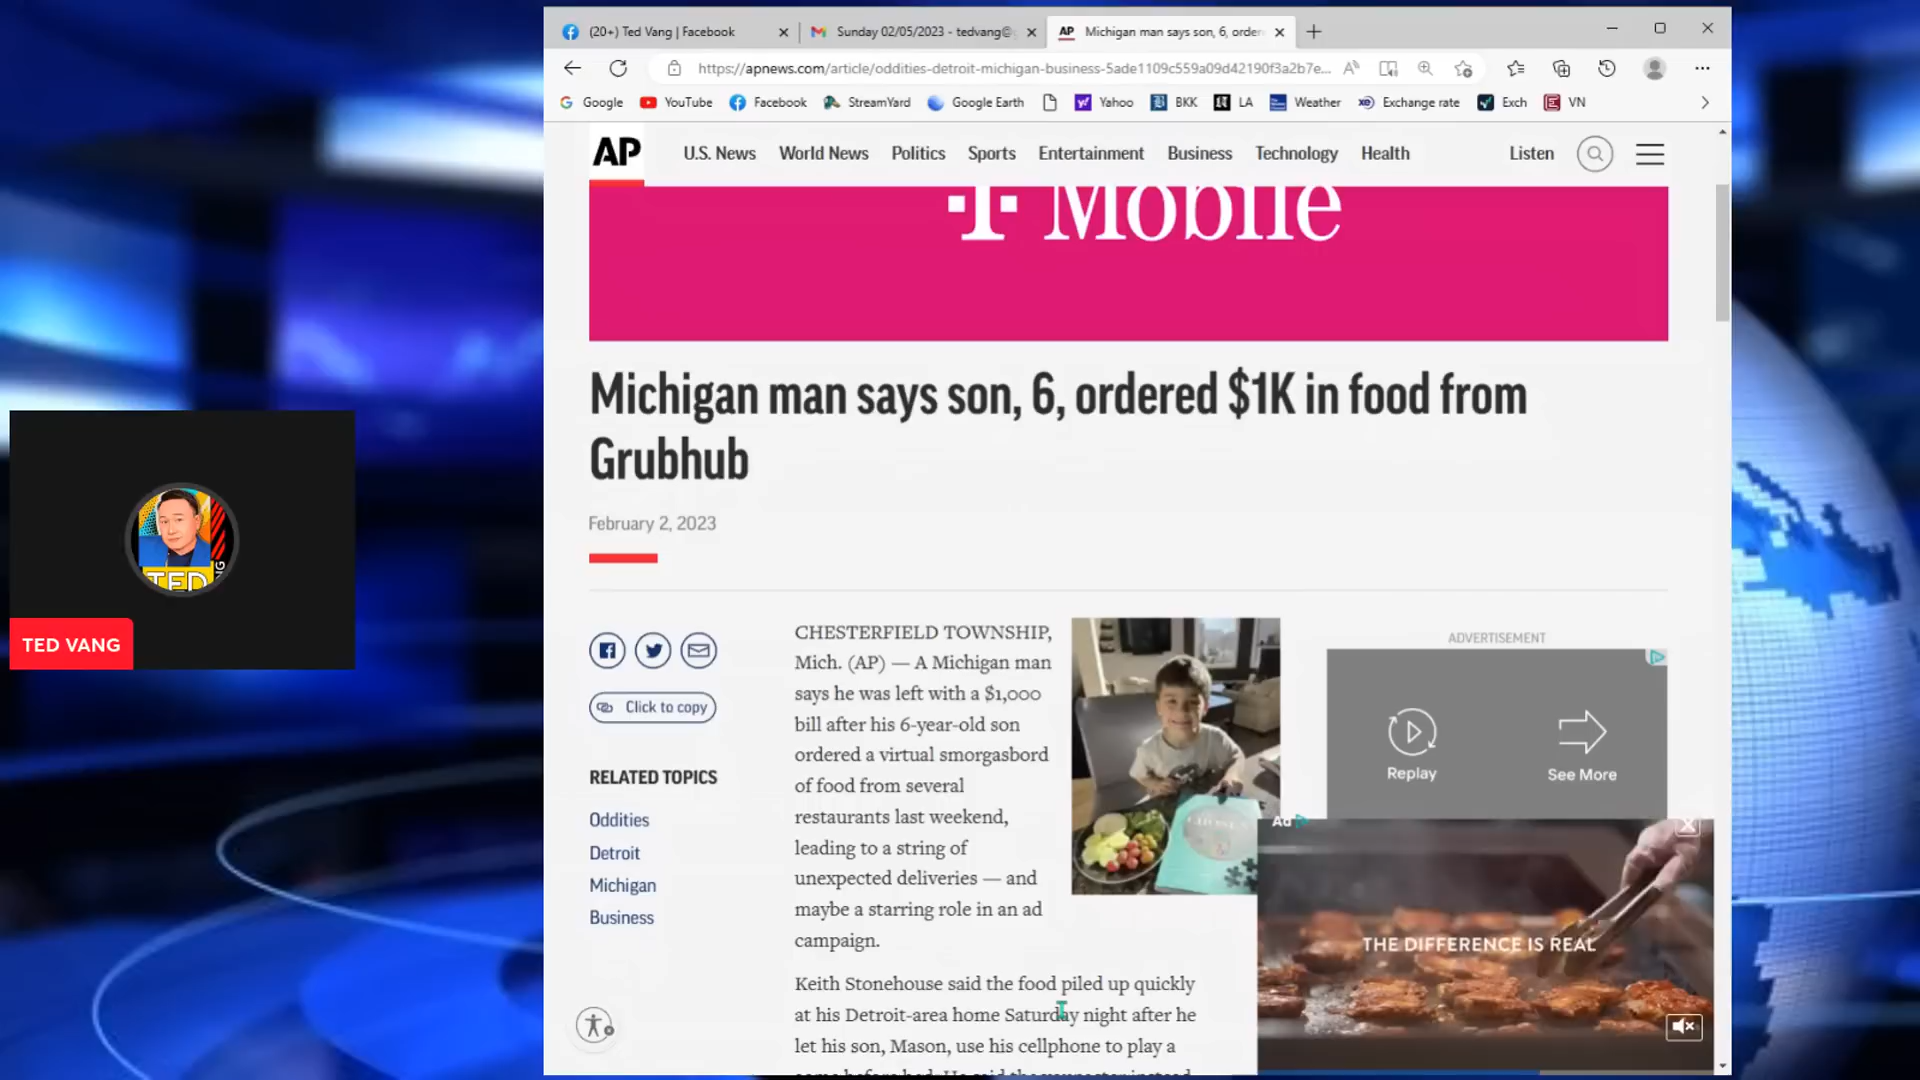 (20+) Ted Vang | Facebook
Sunday 02/05/2023 - tedvang@
AP Michigan man says son, 6, order
https://apnews.com/article/oddities-detroit-michigan-business-5ade1109c559a09d42190f3a2b7e...
Google YouTube Facebook StreamYard Google Earth Yahoo BKK LA Weather Exchange rate Exch VN
AP U.S. News World News Politics Sports Entertainment Business Technology Health Listen
T Mobile
Michigan man says son, 6, ordered $1K in food from
Grubhub
February 2, 2023
TED
TED VANG
Click to copy
RELATED TOPICS
Oddities
Detroit
Michigan
Business
CHESTERFIELD TOWNSHIP,
Mich. (AP) — A Michigan man
says he was left with a $1,000
bill after his 6-year-old son
ordered a virtual smorgasbord
of food from several
restaurants last weekend,
leading to a string of
unexpected deliveries — and
maybe a starring role in an ad
campaign.
Keith Stonehouse said the food piled up quickly
at his Detroit-area home Saturday night after he
let his son, Mason, use his cellphone to play a
ADVERTISEMENT
Replay
See More
Ad
THE DIFFERENCE IS REAL